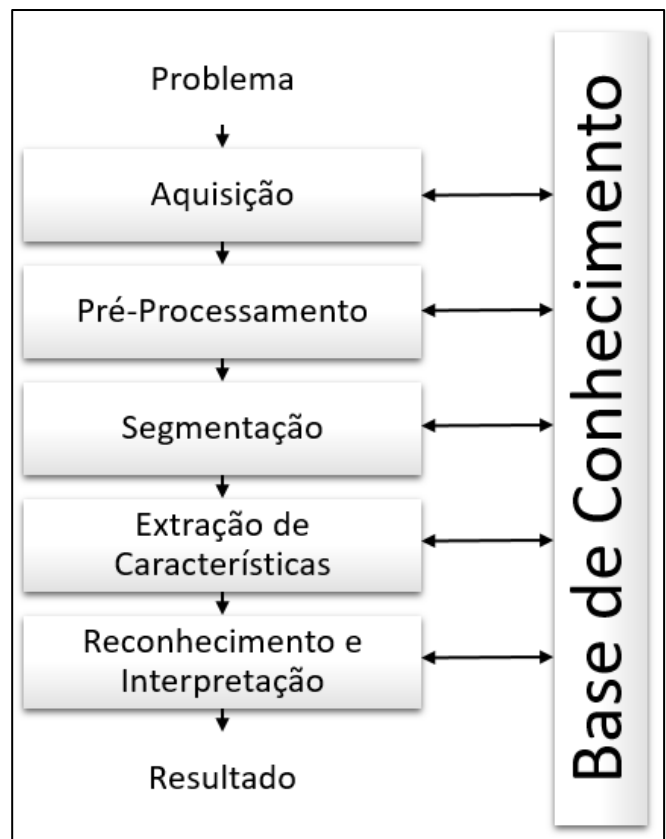 Problema
Aquisição
Pré-Processamento
Segmentação
Extração de
Características
Reconhecimento e
Interpretação
Resultado
Base de Conhecimento